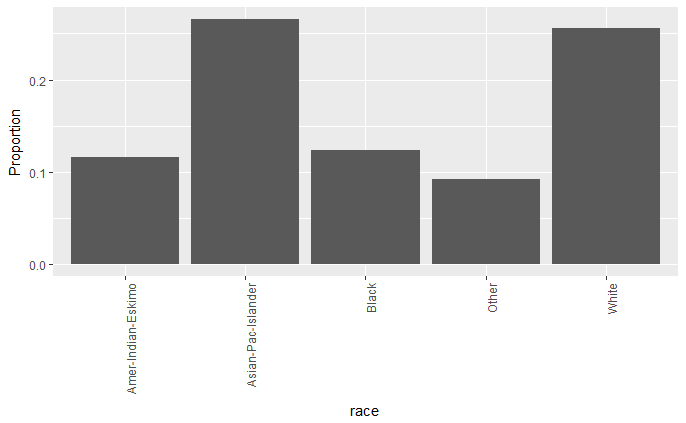 Proportion
0.2
0.1
0.0
Amer-Indian-Eskimo
Asian-Pac-Islander
Black
Other
White
race